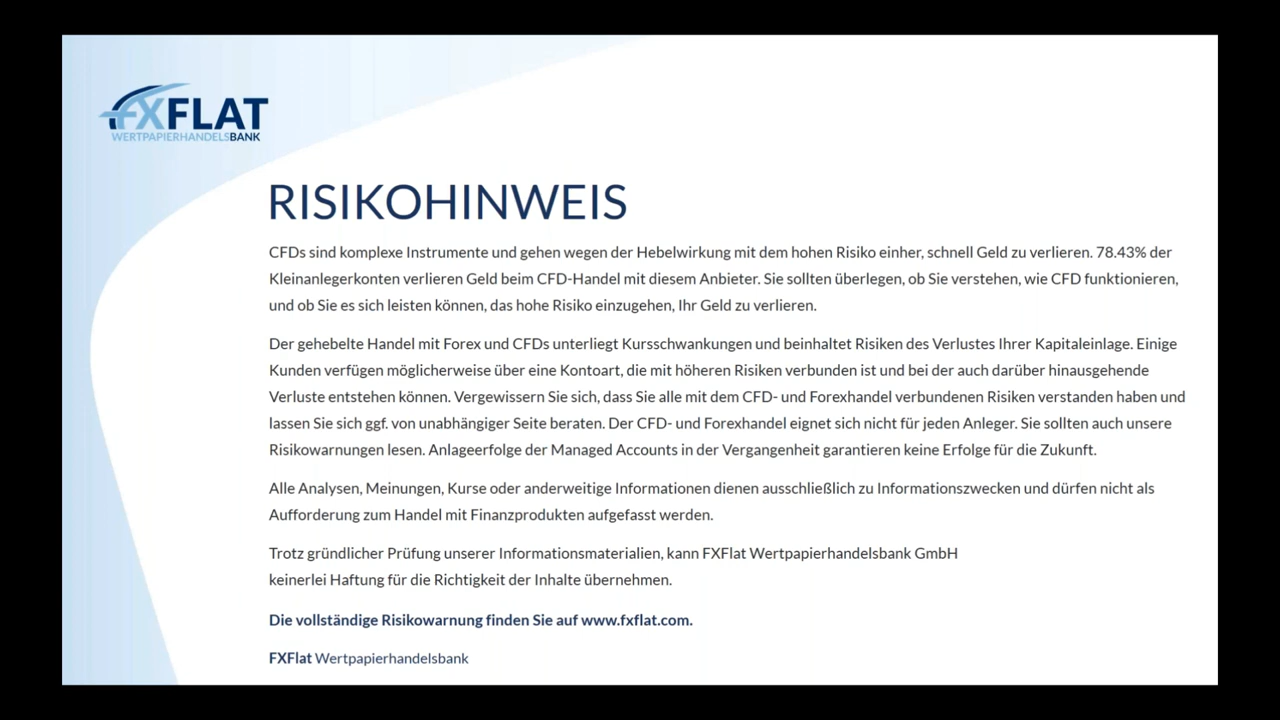 FXFLAT
WERTPAPIERHANDELSBANK
RISIKOHINWEIS
CFDs sind komplexe Instrumente und gehen wegen der Hebelwirkung mit dem hohen Risiko einher, schnell Geld zu verlieren. 78.43% der
Kleinanlegerkonten verlieren Geld beim CFD-Handel mit diesem Anbieter. Sie sollten überlegen, ob Sie verstehen, wie CFD funktionieren,
und ob Sie es sich leisten können, das hohe Risiko einzugehen, Ihr Geld zu verlieren.
Der gehebelte Handel mit Forex und CFDs unterliegt Kursschwankungen und beinhaltet Risiken des Verlustes Ihrer Kapitaleinlage. Einige
Kunden verfügen möglicherweise über eine Kontoart, die mit höheren Risiken verbunden ist und bei der auch darüber hinausgehende
Verluste entstehen können. Vergewissern Sie sich, dass Sie alle mit dem CFD- und Forexhandel verbundenen Risiken verstanden haben und
lassen Sie sich ggf. von unabhängiger Seite beraten. Der CFD- und Forexhandel eignet sich nicht für jeden Anleger. Sie sollten auch unsere
Risikowarnungen lesen. Anlageerfolge der Managed Accounts in der Vergangenheit garantieren keine Erfolge für die Zukunft.
Alle Analysen, Meinungen, Kurse oder anderweitige Informationen dienen ausschließlich zu Informationszwecken und dürfen nicht als
Aufforderung zum Handel mit Finanzprodukten aufgefasst werden.
Trotz gründlicher Prüfung unserer Informationsmaterialien, kann FXFlat Wertpapierhandelsbank GmbH
keinerlei Haftung für die Richtigkeit der Inhalte übernehmen.
Die vollständige Risikowarnung finden Sie auf www.fxflat.com.
FXFlat Wertpapierhandelsbank